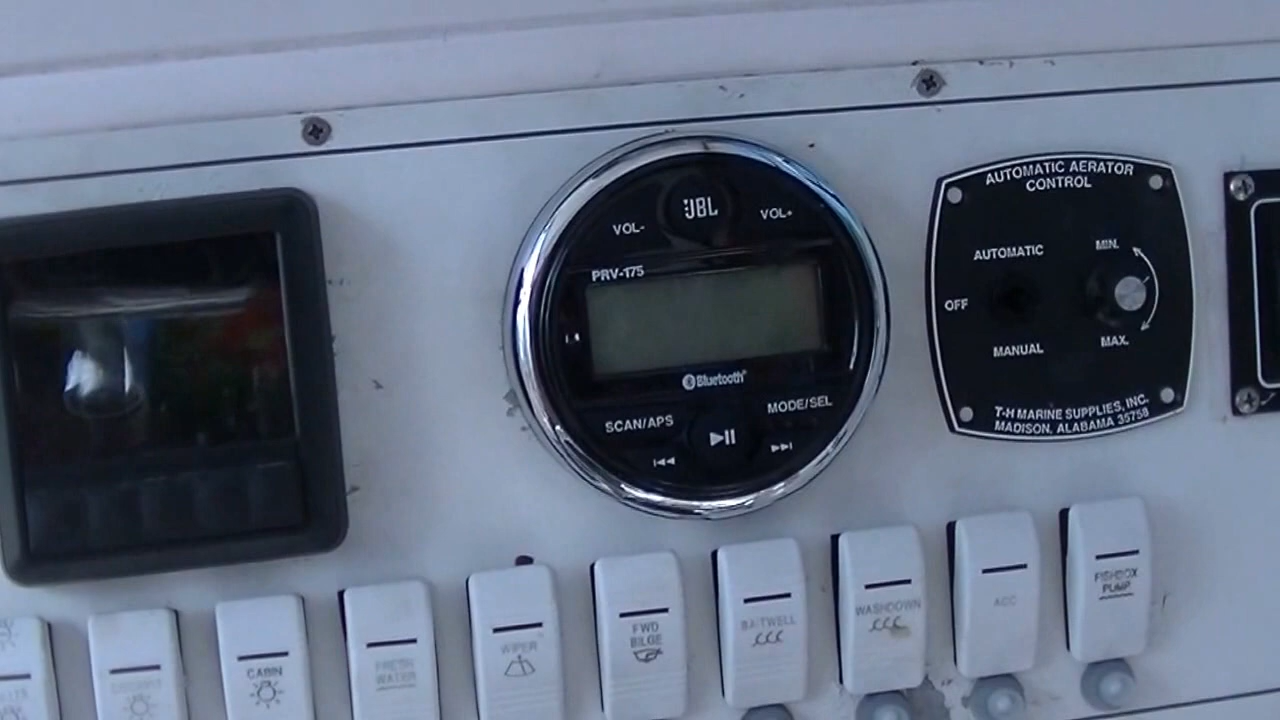 JBL
VOL-
VOL+
PRV-175
Bluetooth®
SCAN/APS
MODE/SEL
AUTOMATIC AERATOR
CONTROL
AUTOMATIC
MIN.
OFF
MANUAL
MAX.
T-H MARINE SUPPLIES, INC.
MADISON, ALABAMA 35758
CABIN
FRESH
WATER
WIPER
FWD
BILGE
BAITWELL
WASHDOWN
ACC
FISHBOX
PUMP